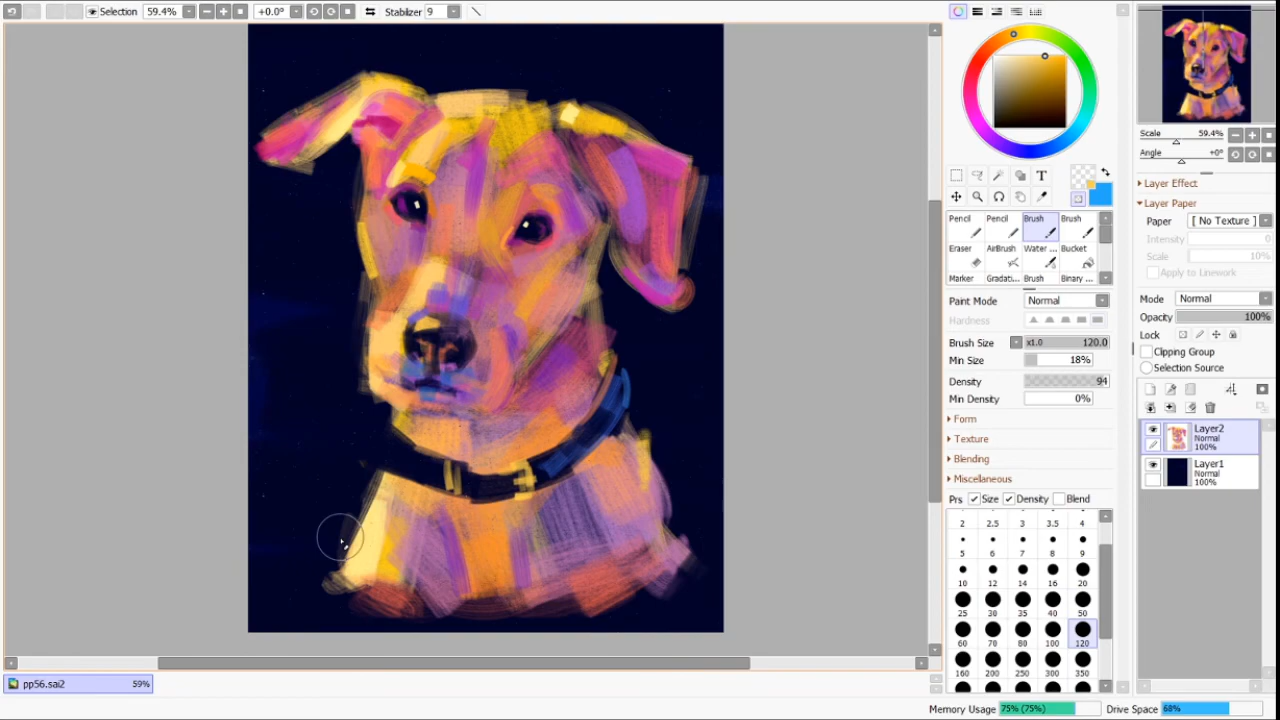 Selection 59.4% +0.0° Stabilizer 9
Scale 59.4%
Angle +0°
Layer Effect
Layer Paper
Paper [ No Texture ]
Intensity 0
Scale 10%
Apply to Linework
Mode Normal
Opacity 100%
Lock
Clipping Group
Selection Source
Layer2
Normal
100%
Layer1
Normal
100%
T
Pencil Pencil Brush Brush
Eraser AirBrush Water ... Bucket
Marker Gradati... Brush Binary ...
Paint Mode Normal
Hardness
Brush Size x1.0 120.0
Min Size 18%
Density 94
Min Density 0%
Form
Texture
Blending
Miscellaneous
Prs Size Density Blend
2 2.5 3 3.5 4
5 6 7 8 9
10 12 14 16 20
25 30 35 40 50
60 70 80 100 120
160 200 250 300 350
pp56.sai2 59%
Memory Usage 75% (75%) Drive Space 68%